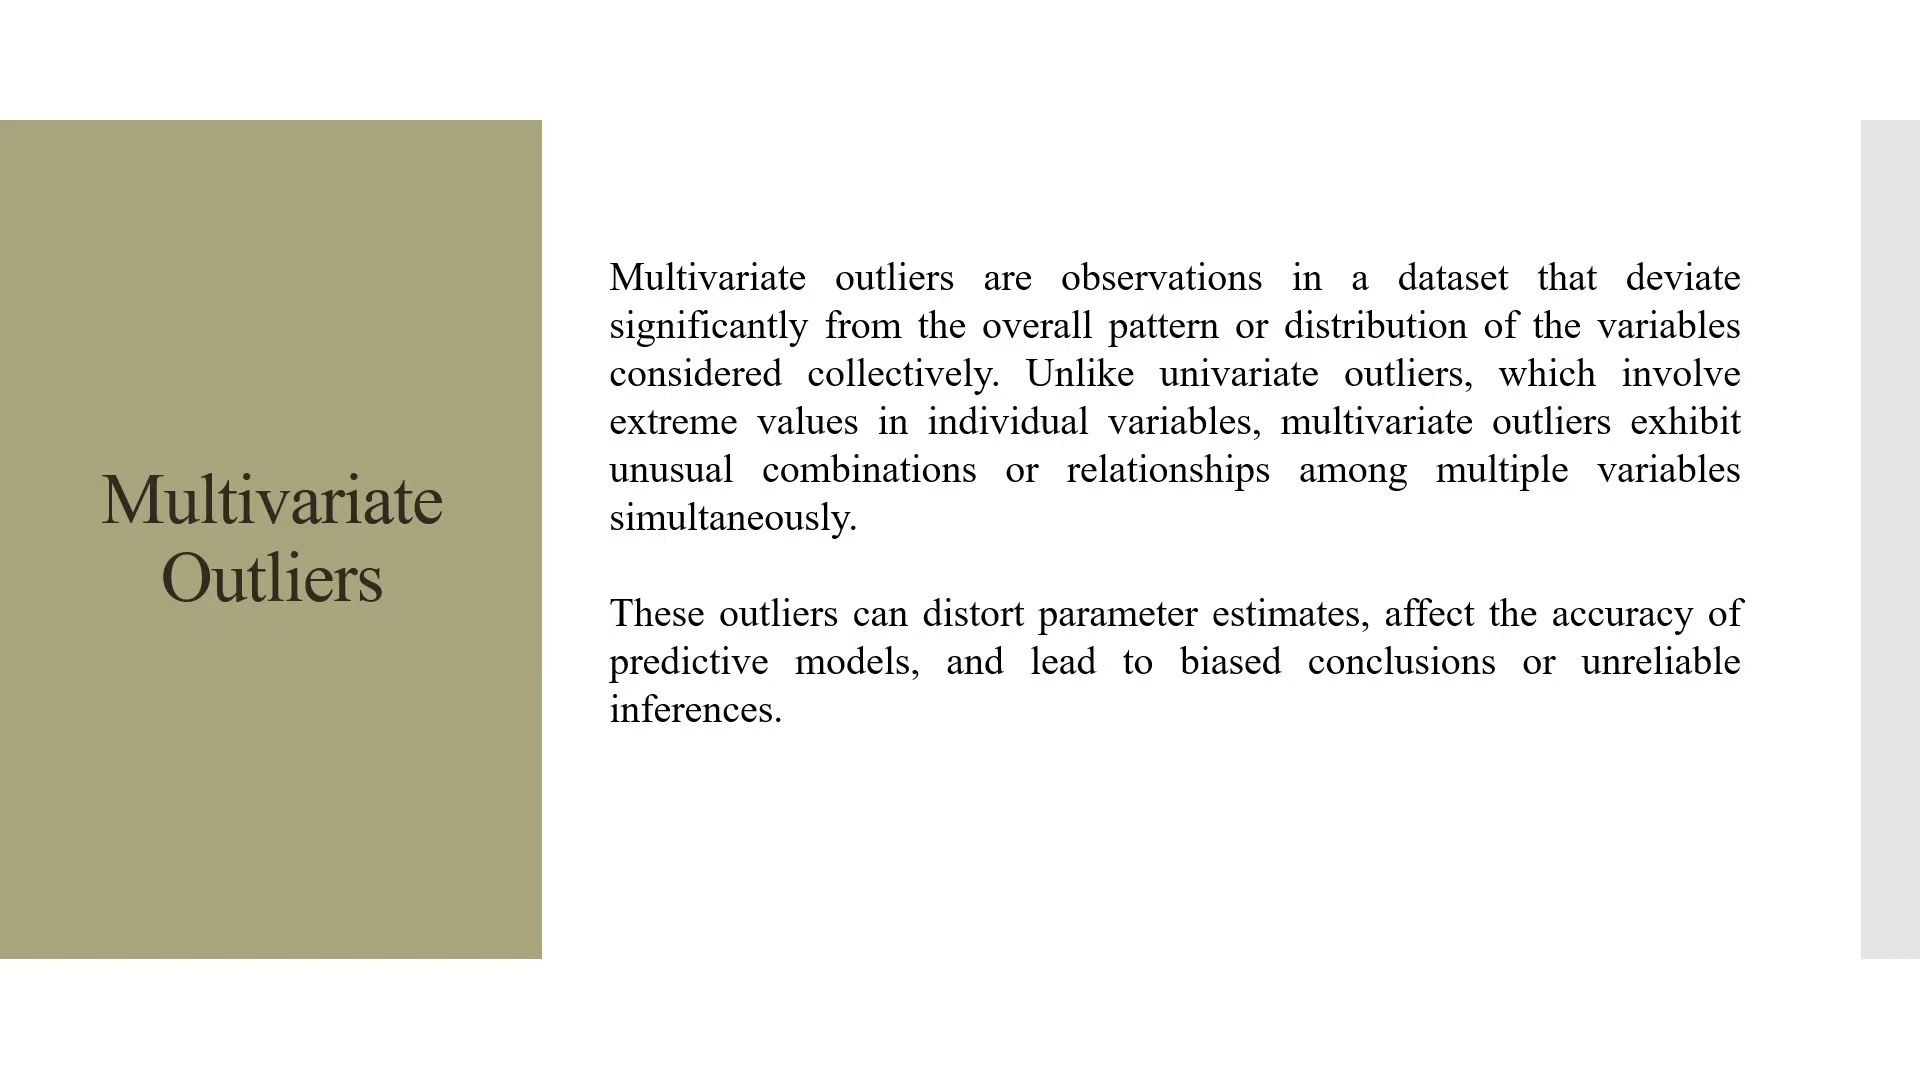 Multivariate
Outliers
Multivariate outliers are observations in a dataset that deviate
significantly from the overall pattern or distribution of the variables
considered collectively. Unlike univariate outliers, which involve
extreme values in individual variables, multivariate outliers exhibit
unusual combinations or relationships among multiple variables
simultaneously.
These outliers can distort parameter estimates, affect the accuracy of
predictive models, and lead to biased conclusions or unreliable
inferences.